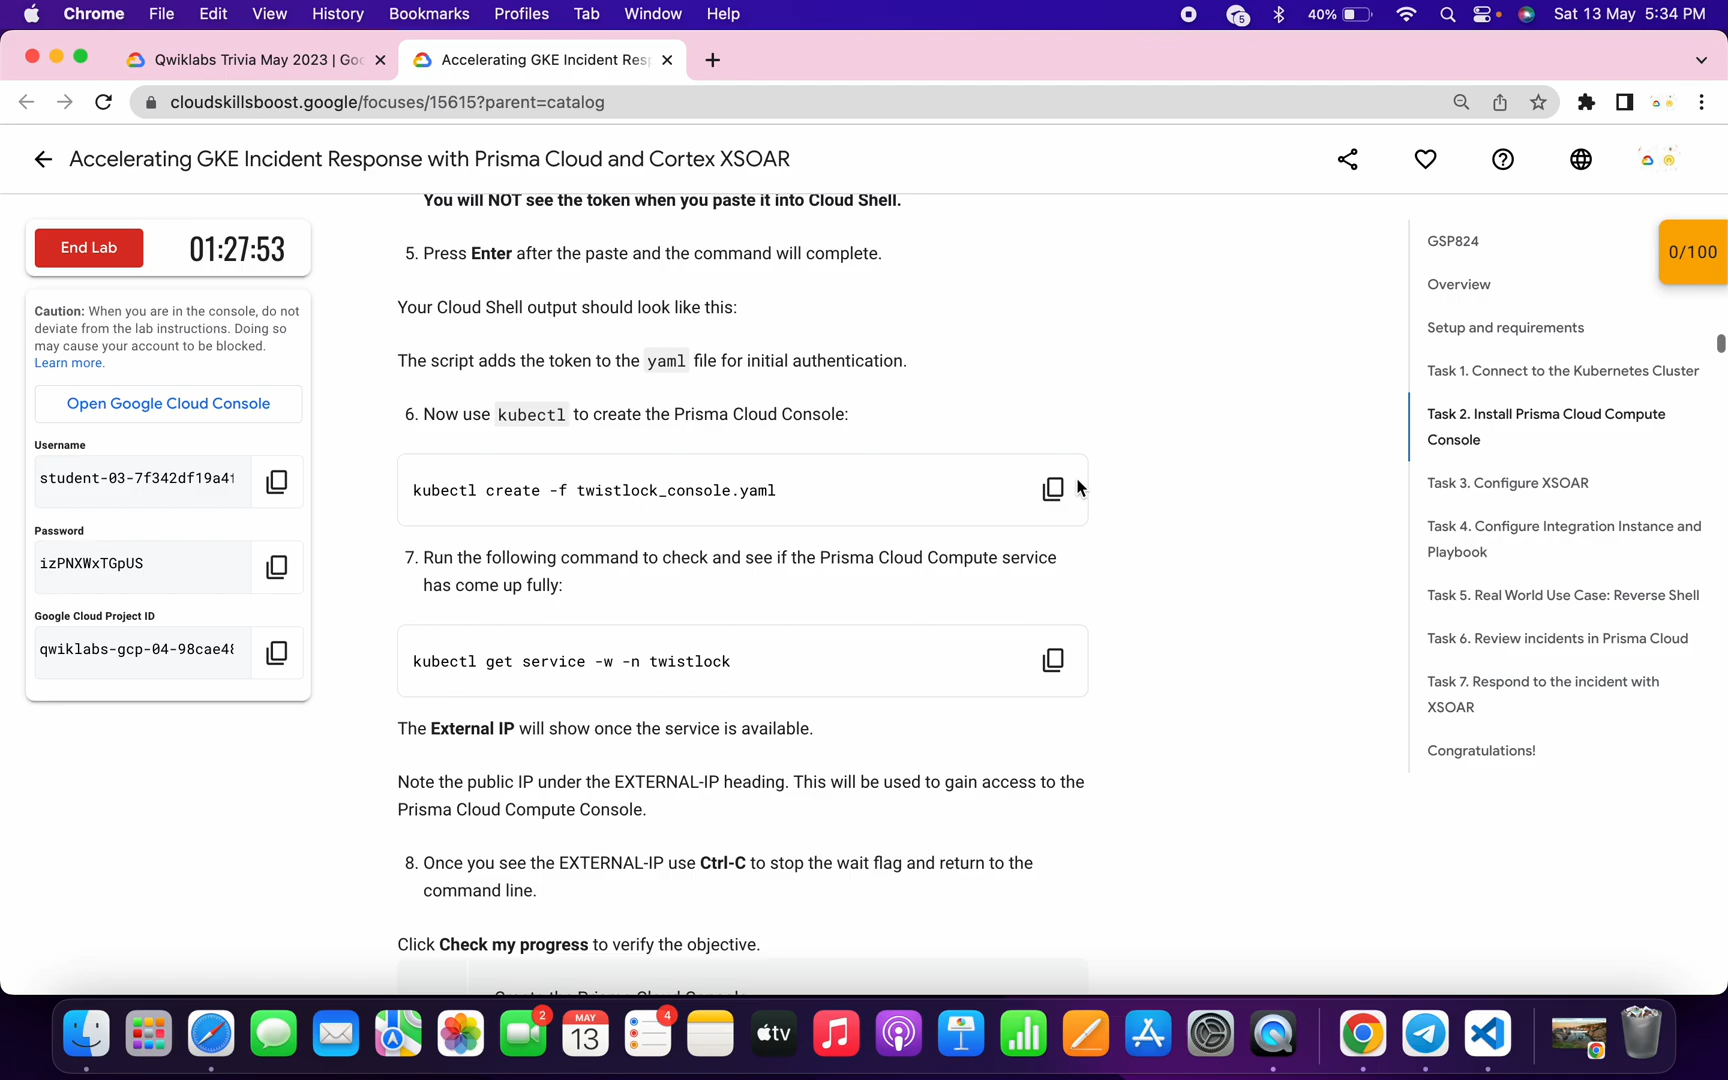 Chrome File Edit View History Bookmarks Profiles Tab Window Help 5 40% Sat 13 May 5:34 PM
Qwiklabs Trivia May 2023 | Goo Accelerating GKE Incident Resp
cloudskillsboost.google/focuses/15615?parent=catalog
Accelerating GKE Incident Response with Prisma Cloud and Cortex XSOAR
End Lab 01:27:53
Caution: When you are in the console, do not
deviate from the lab instructions. Doing so
may cause your account to be blocked.
Learn more.
Open Google Cloud Console
Username
student-03-7f342df19a4f
Password
izPNXWxTGpUS
Google Cloud Project ID
qwiklabs-gcp-04-98cae48
You will NOT see the token when you paste it into Cloud Shell.
5. Press Enter after the paste and the command will complete.
Your Cloud Shell output should look like this:
The script adds the token to the yaml file for initial authentication.
6. Now use kubectl to create the Prisma Cloud Console:
kubectl create -f twistlock_console.yaml
7. Run the following command to check and see if the Prisma Cloud Compute service
has come up fully:
kubectl get service -w -n twistlock
The External IP will show once the service is available.
Note the public IP under the EXTERNAL-IP heading. This will be used to gain access to the
Prisma Cloud Compute Console.
8. Once you see the EXTERNAL-IP use Ctrl-C to stop the wait flag and return to the
command line.
Click Check my progress to verify the objective.
Create the Prisma Cloud Console
GSP824
Overview
Setup and requirements
Task 1. Connect to the Kubernetes Cluster
Task 2. Install Prisma Cloud Compute
Console
Task 3. Configure XSOAR
Task 4. Configure Integration Instance and
Playbook
Task 5. Real World Use Case: Reverse Shell
Task 6. Review incidents in Prisma Cloud
Task 7. Respond to the incident with
XSOAR
Congratulations!
0/100
2
MAY
13
4
tv